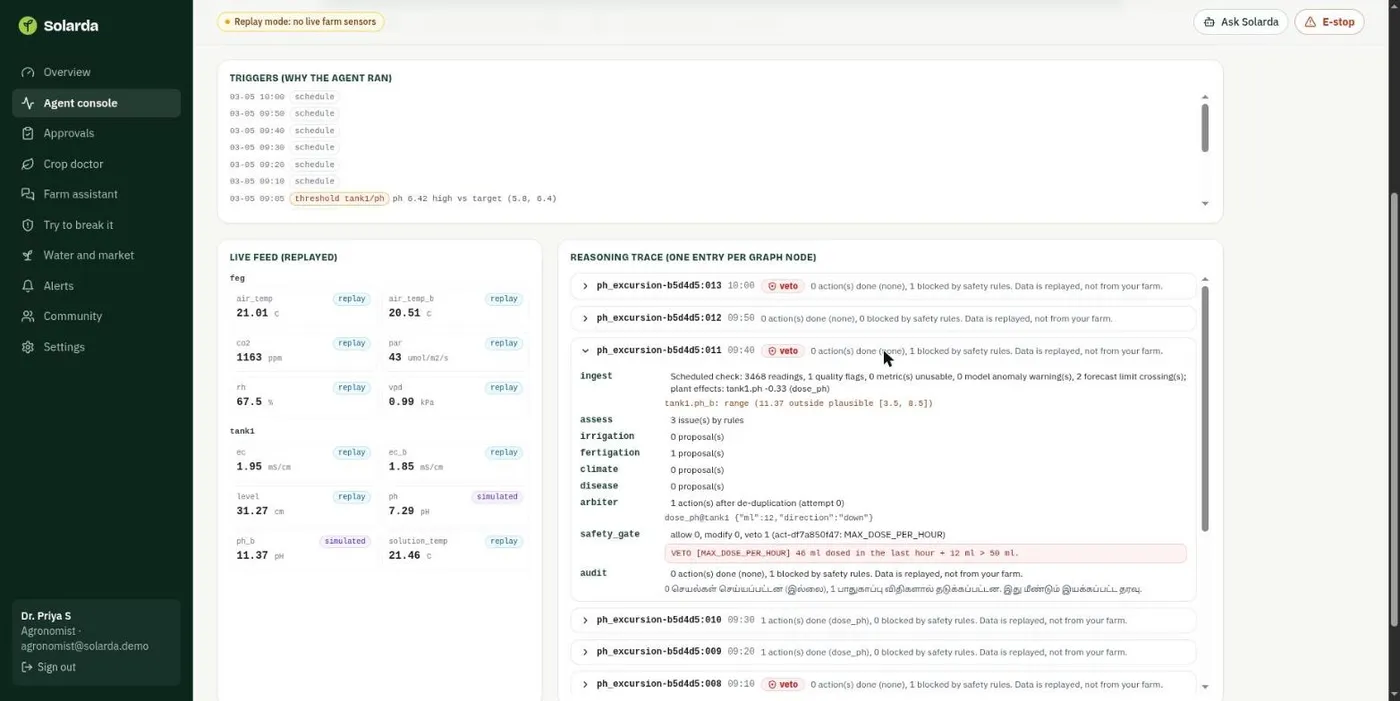 Solarda
Overview
Agent console
Approvals
Crop doctor
Farm assistant
Try to break it
Water and market
Alerts
Community
Settings
Dr. Priya S
Agronomist ·
agronomist@solarda.demo
Sign out
Replay mode: no live farm sensors
Ask Solarda
E-stop
TRIGGERS (WHY THE AGENT RAN)
03-05 10:00 schedule
03-05 09:50 schedule
03-05 09:40 schedule
03-05 09:30 schedule
03-05 09:20 schedule
03-05 09:10 schedule
03-05 09:05 threshold tank1/ph ph 6.42 high vs target (5.8, 6.4)
LIVE FEED (REPLAYED)
feg
air_temp replay
21.01 C
air_temp_b replay
20.51 C
co2 replay
1163 ppm
par replay
43 umol/m2/s
rh replay
67.5 %
vpd replay
0.99 kPa
tank1
ec replay
1.95 mS/cm
ec_b replay
1.85 mS/cm
level replay
31.27 cm
ph simulated
7.29 pH
ph_b simulated
11.37 pH
solution_temp replay
21.46 C
REASONING TRACE (ONE ENTRY PER GRAPH NODE)
ph_excursion-b5d4d5:013 10:00 veto 0 action(s) done (none), 1 blocked by safety rules. Data is replayed, not from your farm.
ph_excursion-b5d4d5:012 09:50 0 action(s) done (none), 0 blocked by safety rules. Data is replayed, not from your farm.
ph_excursion-b5d4d5:011 09:40 veto 0 action(s) done (none), 1 blocked by safety rules. Data is replayed, not from your farm.
ingest Scheduled check: 3468 readings, 1 quality flags, 0 metric(s) unusable, 0 model anomaly warning(s), 2 forecast limit crossing(s);
plant effects: tank1.ph -0.33 (dose_ph)
tank1.ph_b: range (11.37 outside plausible [3.5, 8.5])
assess 3 issue(s) by rules
irrigation 0 proposal(s)
fertigation 1 proposal(s)
climate 0 proposal(s)
disease 0 proposal(s)
arbiter 1 action(s) after de-duplication (attempt 0)
dose_ph@tank1 {"ml":12,"direction":"down"}
safety_gate allow 0, modify 0, veto 1 (act-df7a850f47: MAX_DOSE_PER_HOUR)
VETO [MAX_DOSE_PER_HOUR] 46 ml dosed in the last hour + 12 ml > 50 ml.
audit 0 action(s) done (none), 1 blocked by safety rules. Data is replayed, not from your farm.
0 செயல்கள் செய்யப்பட்டன (இல்லை), 1 பாதுகாப்பு விதிகளால் தடுக்கப்பட்டன. இது மீண்டும் இயக்கப்பட்ட தரவு.
ph_excursion-b5d4d5:010 09:30 1 action(s) done (dose_ph), 0 blocked by safety rules. Data is replayed, not from your farm.
ph_excursion-b5d4d5:009 09:20 1 action(s) done (dose_ph), 0 blocked by safety rules. Data is replayed, not from your farm.
ph_excursion-b5d4d5:008 09:10 veto 0 action(s) done (none), 1 blocked by safety rules. Data is replayed, not from your farm.